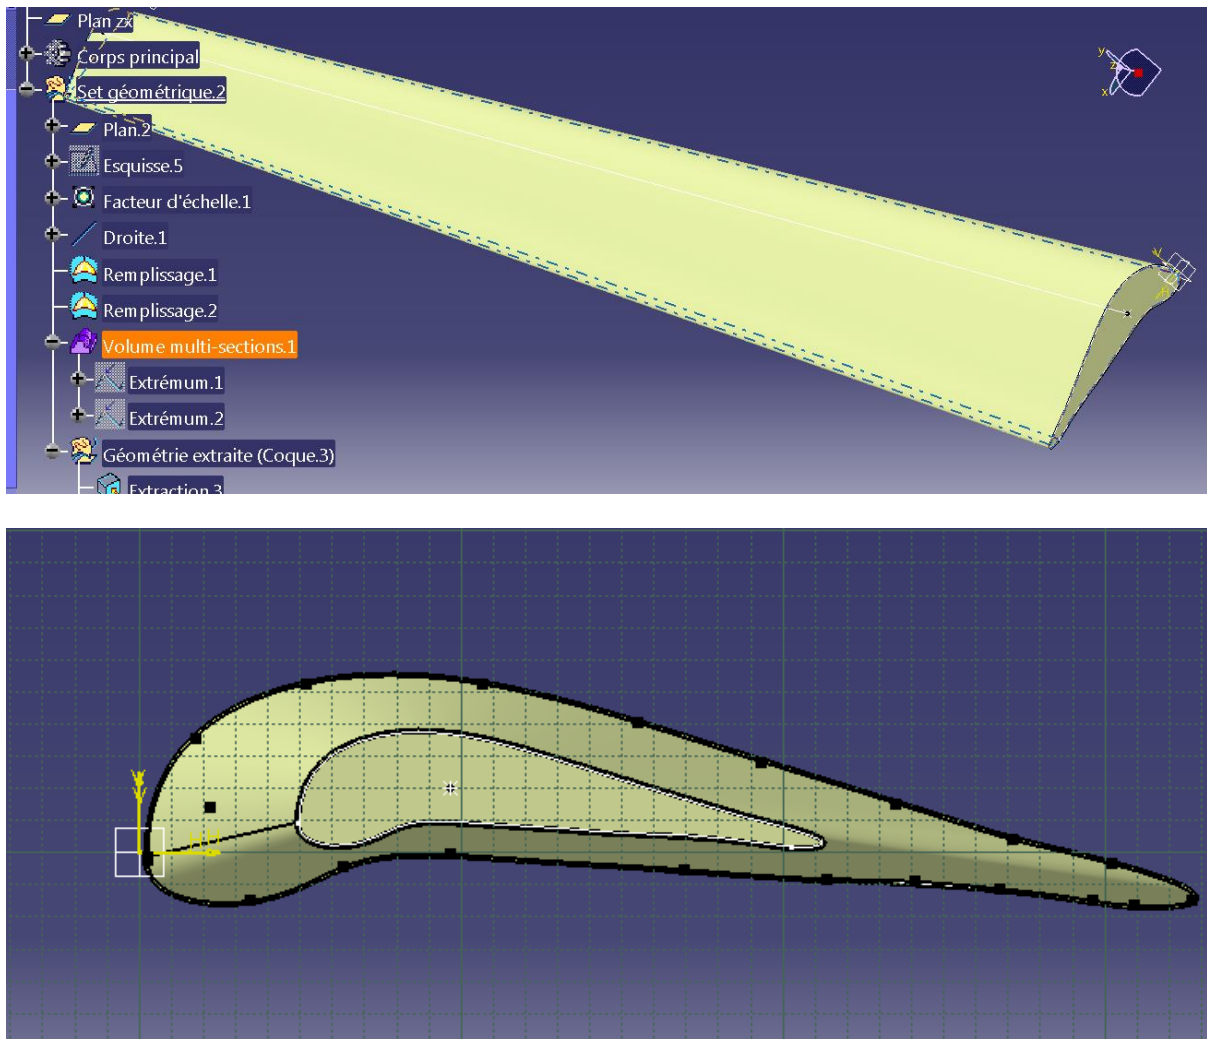 Plan zx
Corps principal
Set géométrique.2
Plan.2
Esquisse.5
Facteur d'échelle.1
Droite.1
Remplissage.1
Remplissage.2
Volume multi-sections.1
Extrémum.1
Extrémum.2
Géométrie extraite (Coque.3)
Extraction.3
y
z
x
V
H
V
H H